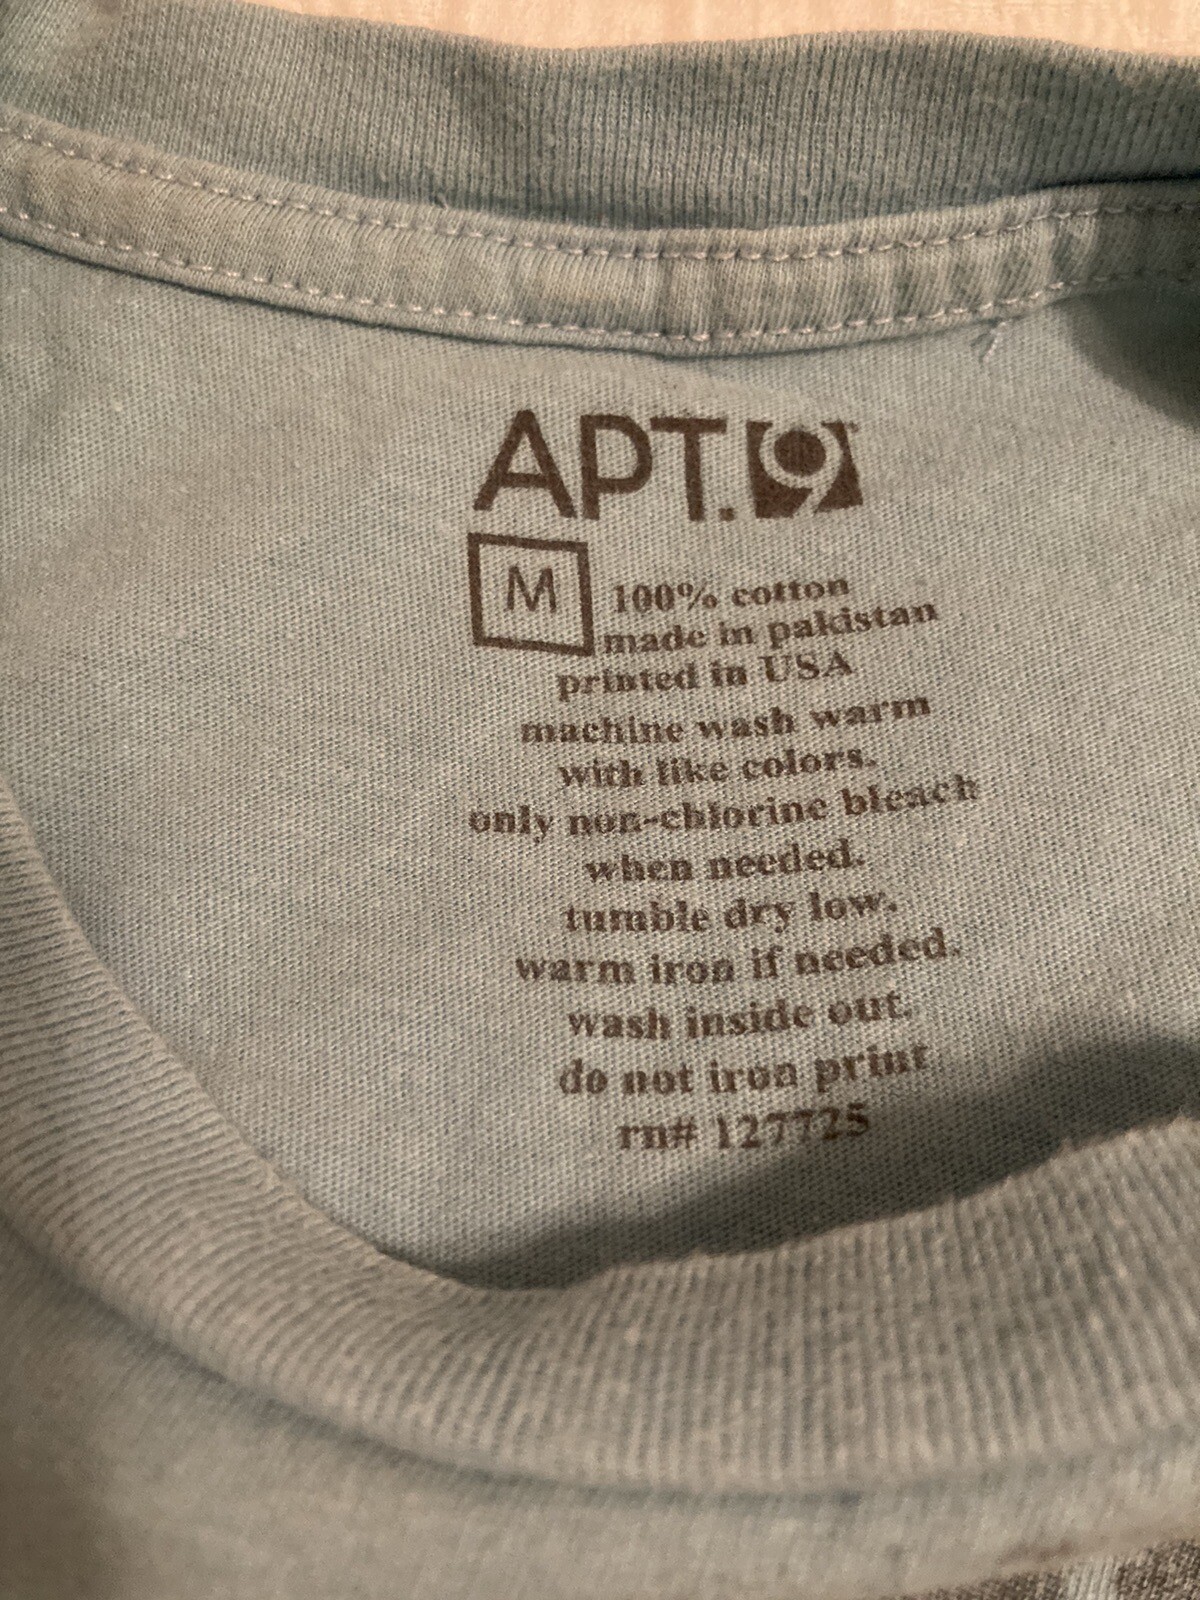 APT.9
M
100% cotton
made in pakistan
printed in USA
machine wash warm
with like colors.
only non-chlorine bleach
when needed.
tumble dry low.
warm iron if needed.
wash inside out.
do not iron print
rn# 127725